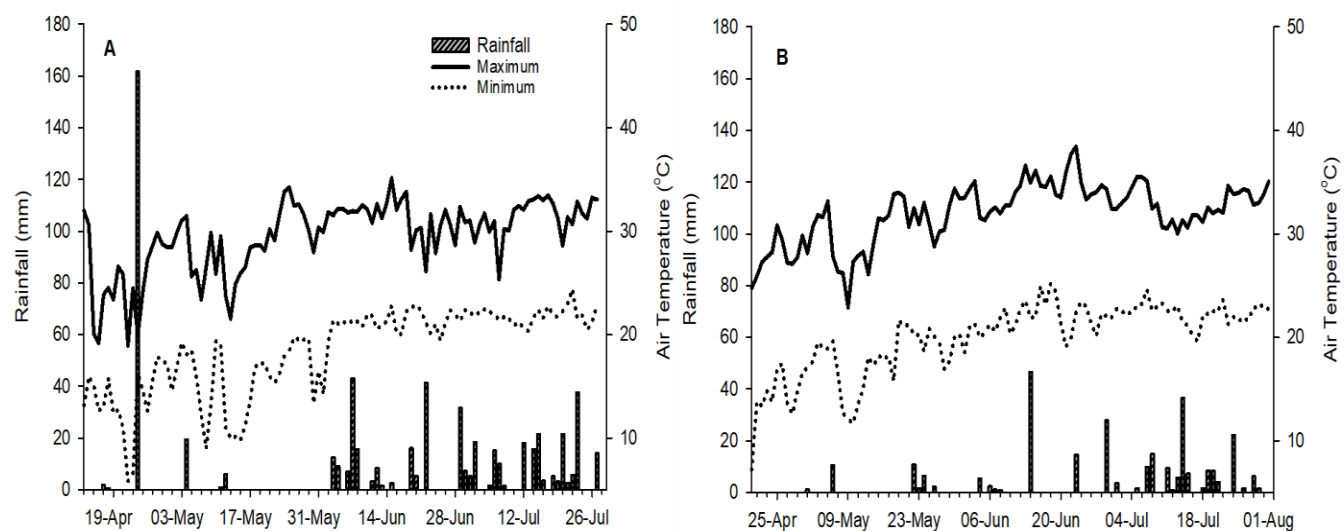 A
Rainfall
Maximum
Minimum
Rainfall (mm)
180
160
140
120
100
80
60
40
20
0
50
40
30
20
10
Air Temperature (°C)
19-Apr 03-May 17-May 31-May 14-Jun 28-Jun 12-Jul 26-Jul
B
Rainfall (mm)
180
160
140
120
100
80
60
40
20
0
50
40
30
20
10
Air Temperature (°C)
25-Apr 09-May 23-May 06-Jun 20-Jun 04-Jul 18-Jul 01-Aug